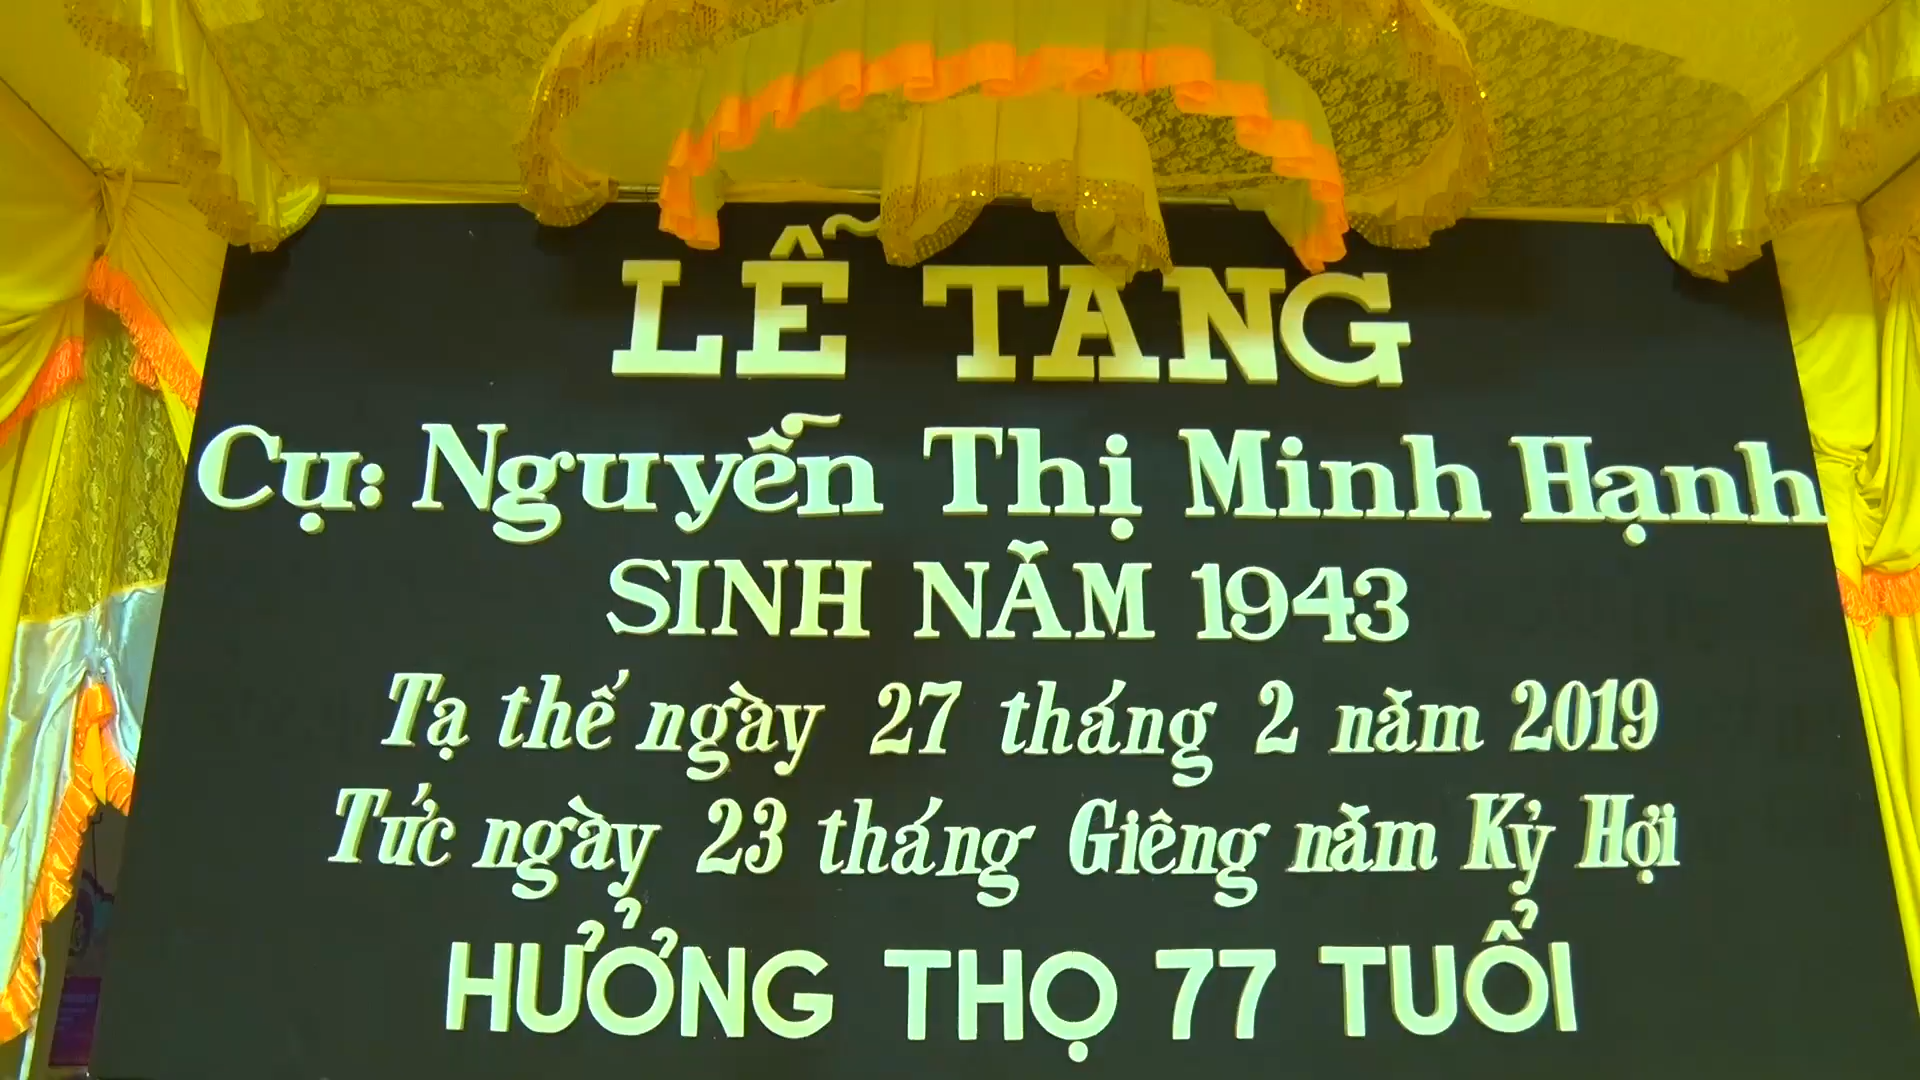 LỄ TANG
Cụ: Nguyễn Thị Minh Hạnh
SINH NĂM 1943
Tạ thế ngày 27 tháng 2 năm 2019
Tức ngày 23 tháng Giêng năm Kỷ Hợi
HƯỞNG THỌ 77 TUỔI